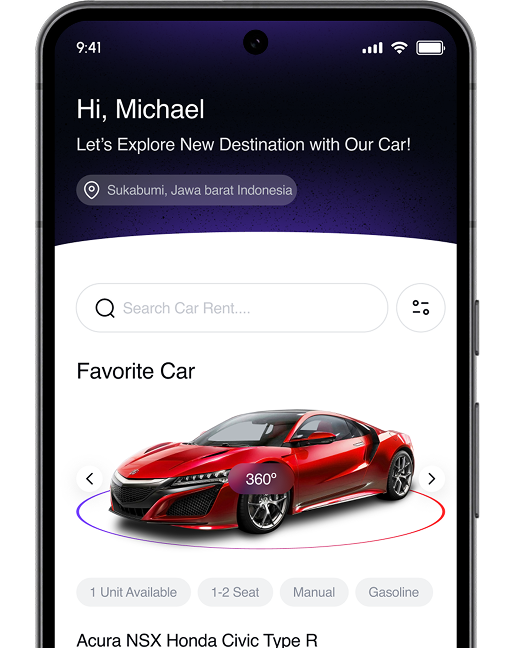 9:41
Hi, Michael
Let's Explore New Destination with Our Car!
Sukabumi, Jawa barat Indonesia
Search Car Rent....
Favorite Car
360°
1 Unit Available
1-2 Seat
Manual
Gasoline
Acura NSX Honda Civic Type R